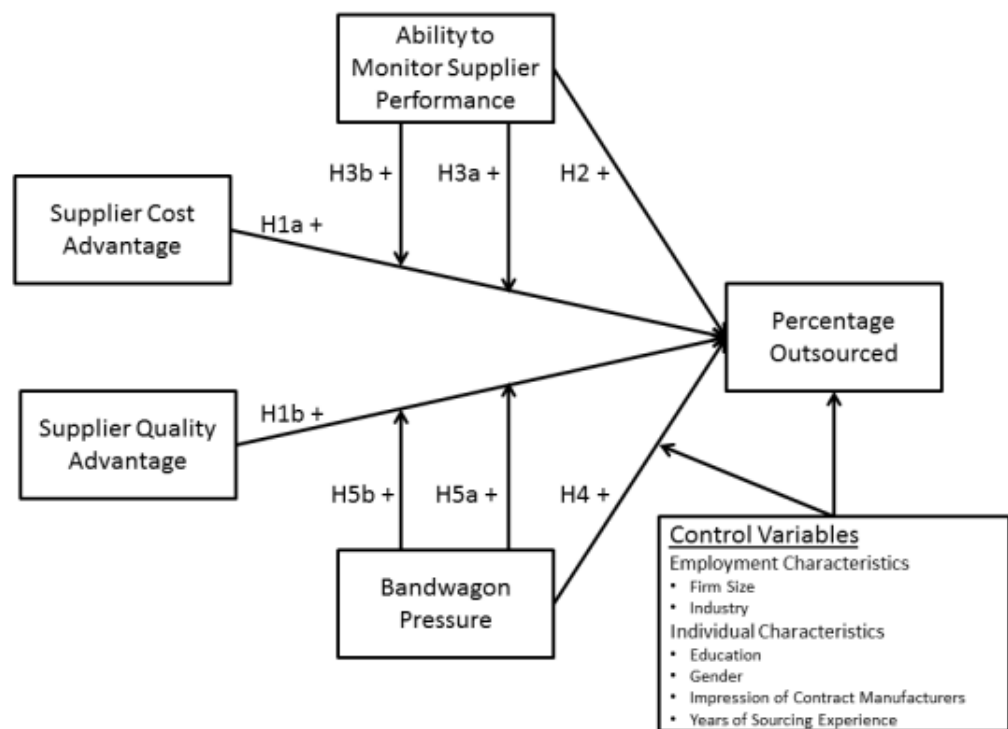 Ability to
Monitor Supplier
Performance
H3b +
H3a +
H2 +
Supplier Cost
Advantage
H1a +
Percentage
Outsourced
Supplier Quality
Advantage
H1b +
H5b +
H5a +
H4 +
Bandwagon
Pressure
Control Variables
Employment Characteristics
• Firm Size
• Industry
Individual Characteristics
• Education
• Gender
• Impression of Contract Manufacturers
• Years of Sourcing Experience